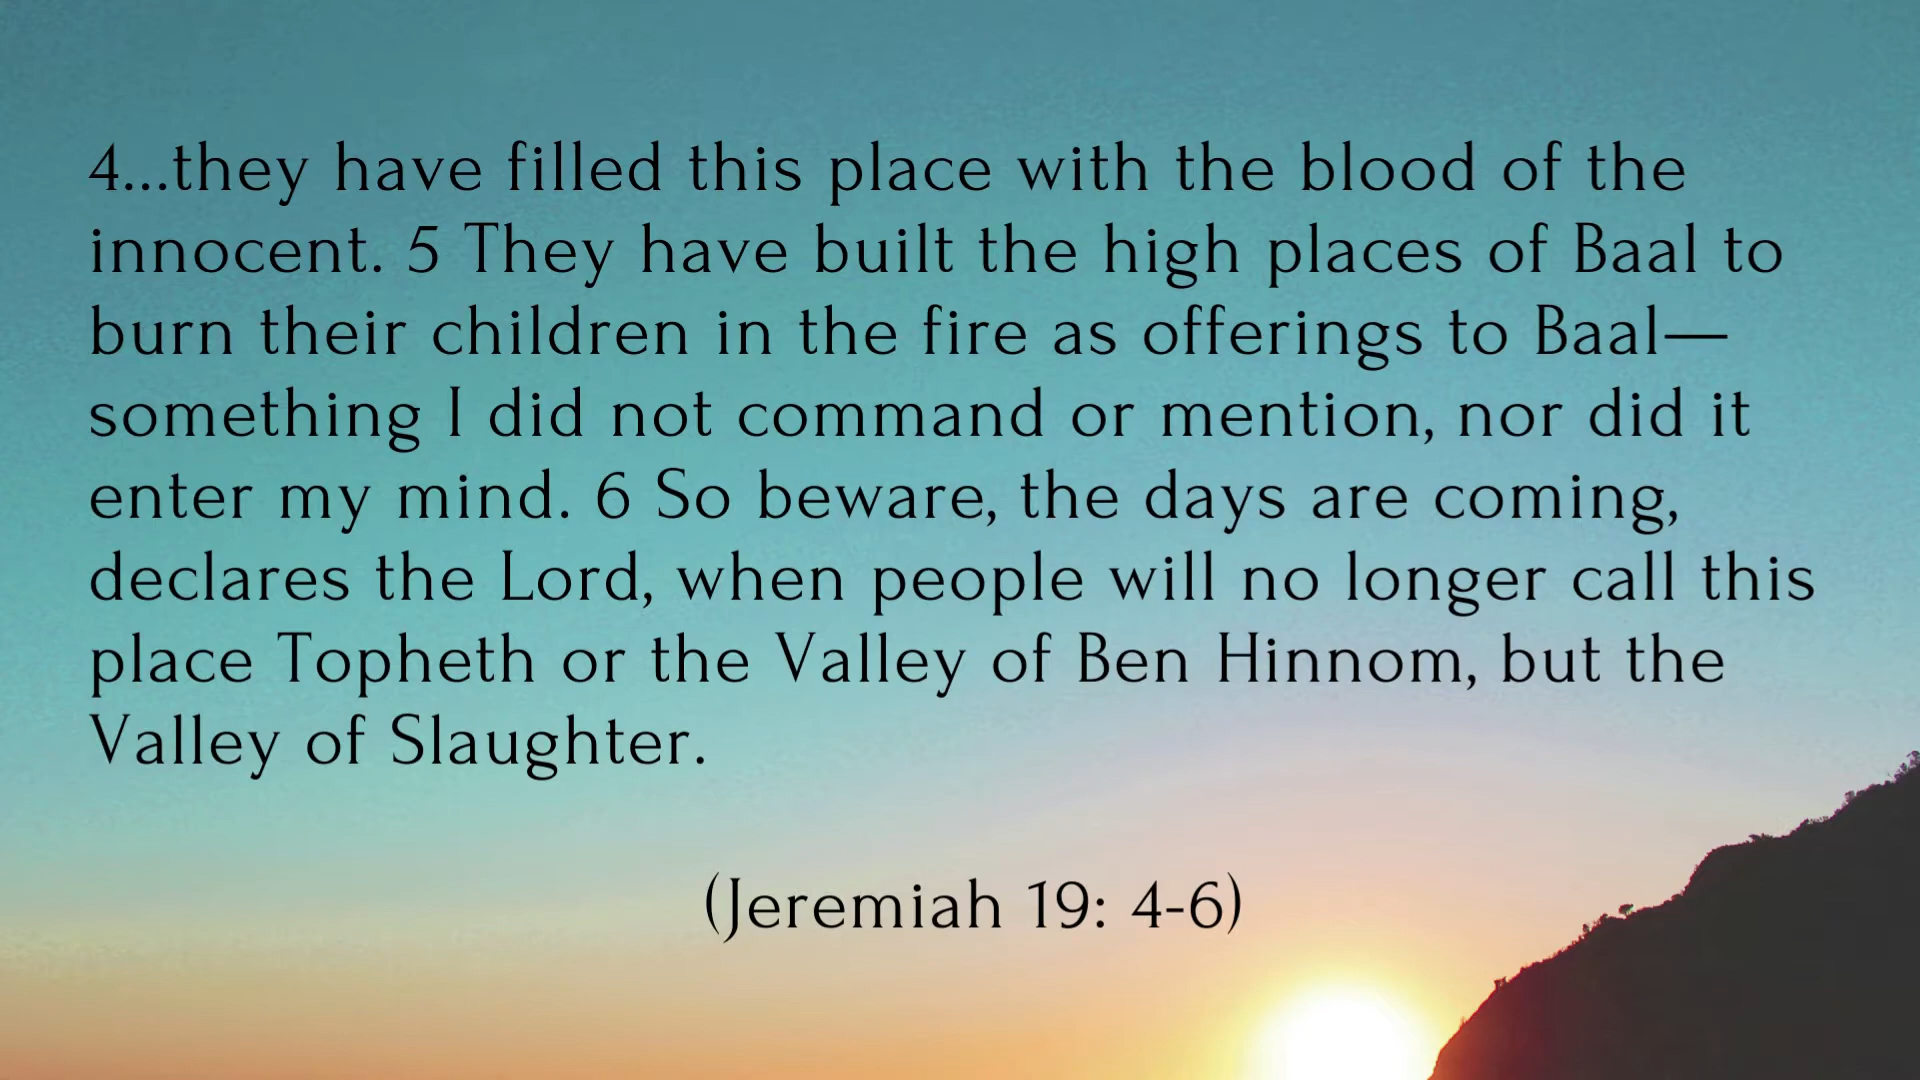 4...they have filled this place with the blood of the
innocent. 5 They have built the high places of Baal to
burn their children in the fire as offerings to Baal—
something I did not command or mention, nor did it
enter my mind. 6 So beware, the days are coming,
declares the Lord, when people will no longer call this
place Topheth or the Valley of Ben Hinnom, but the
Valley of Slaughter.
(Jeremiah 19: 4-6)